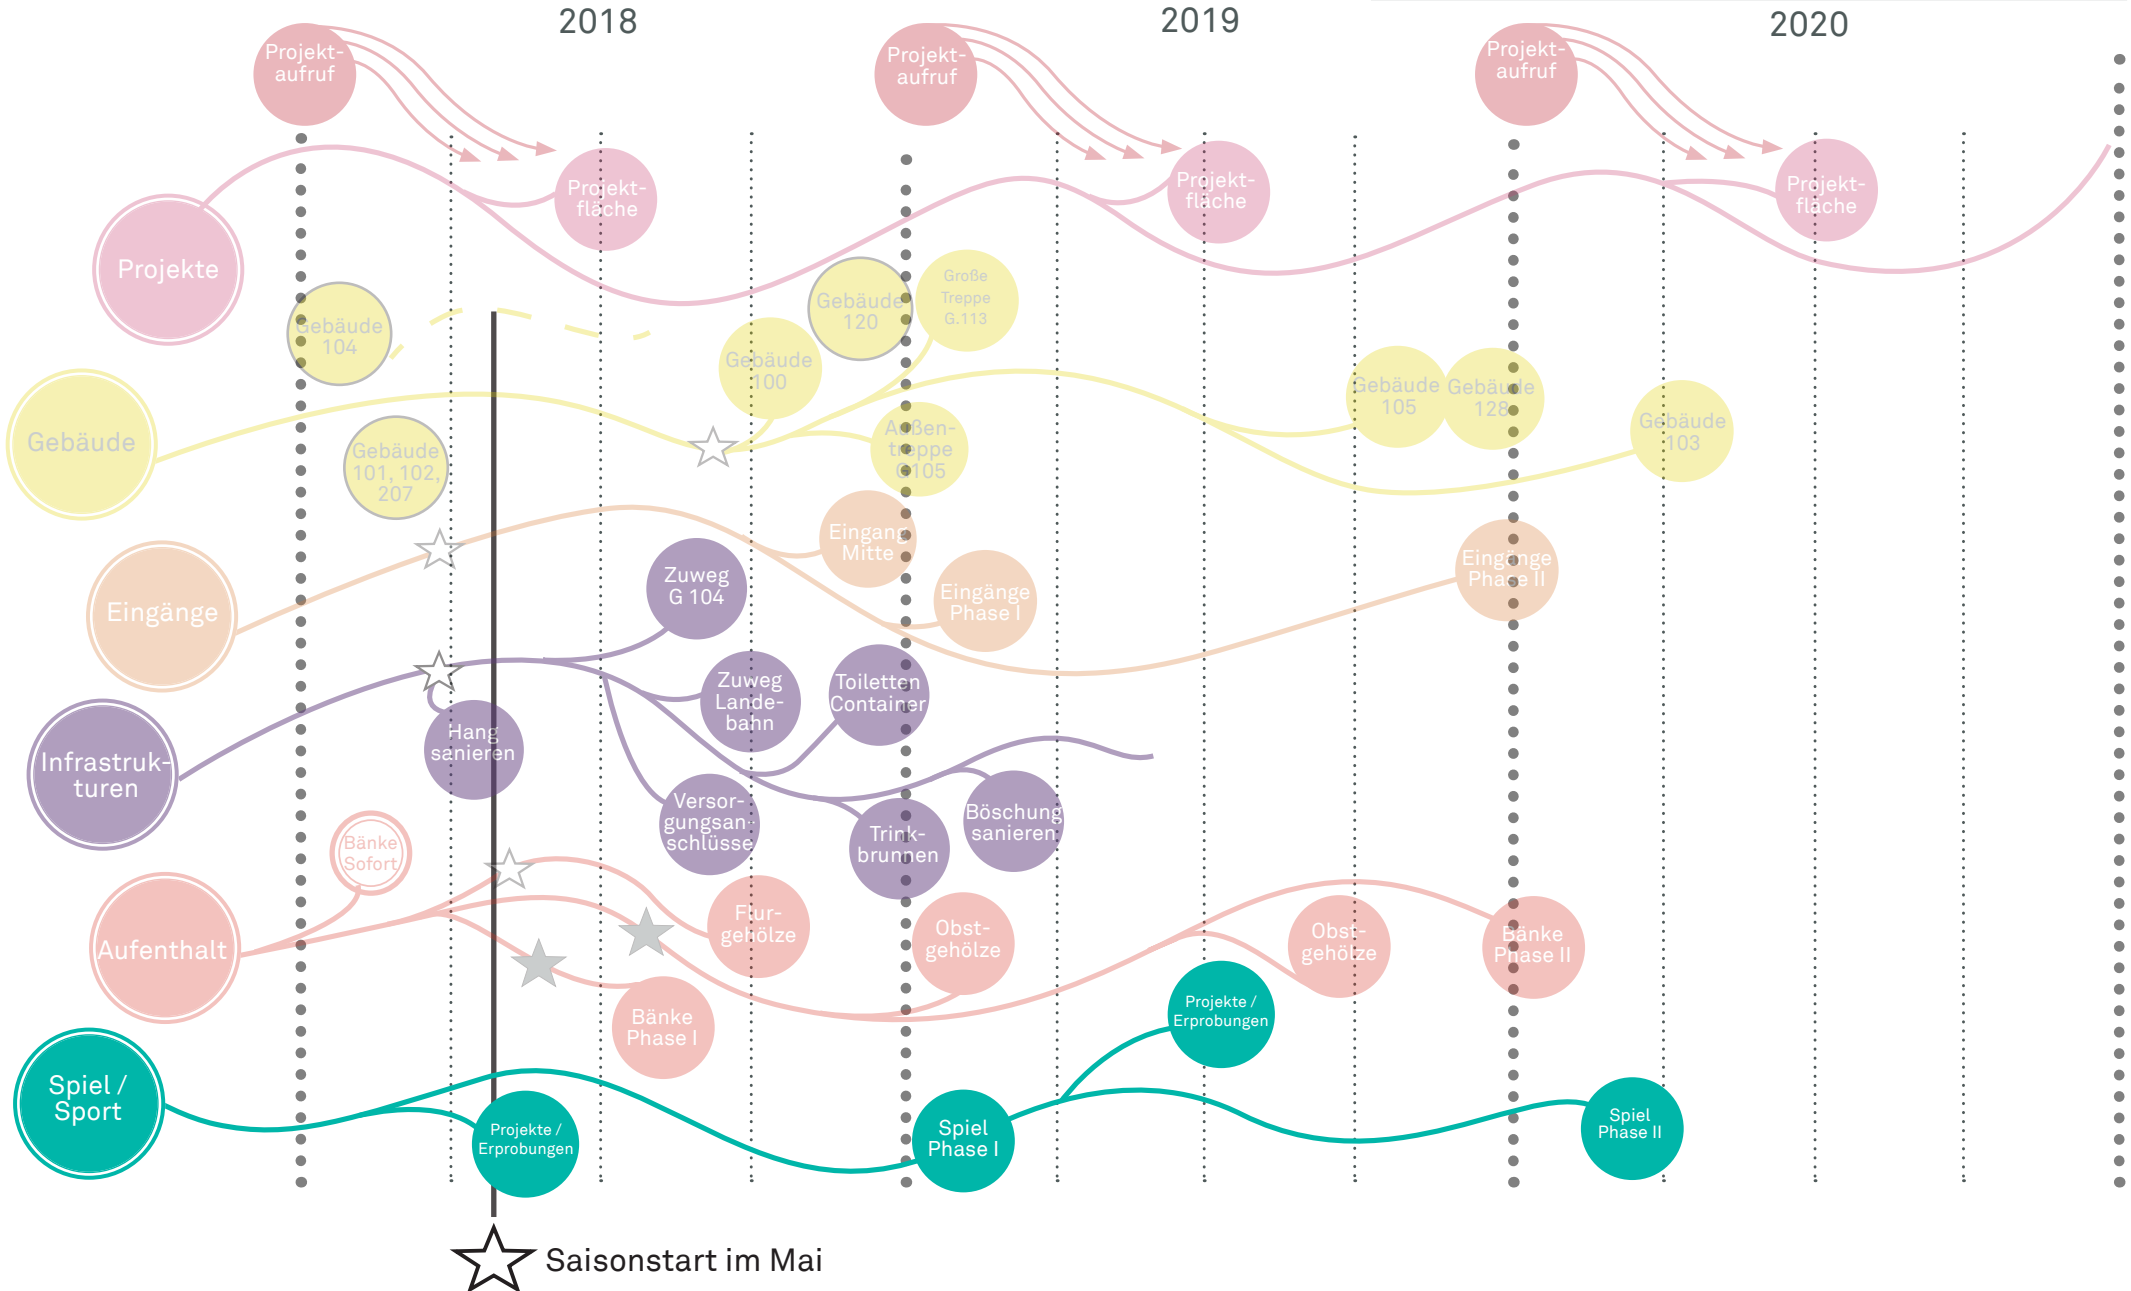 2018
2019
2020
Projekt-
aufruf
Projekt-
aufruf
Projekt-
aufruf
Projekt-
fläche
Projekt-
fläche
Projekt-
fläche
Projekte
Gebäude
104
Gebäude
120
Große
Treppe
G.113
Gebäude
100
Gebäude
105
Gebäude
128
Gebäude
103
Gebäude
Gebäude
101, 102,
207
Außen-
treppe
G105
Eingang
Mitte
Eingänge
Phase I
Eingänge
Phase II
Eingänge
Zuweg
G 104
Zuweg
Lande-
bahn
Toiletten
Container
Hang
sanieren
Infrastruk-
turen
Versor-
gungsan-
schlüsse
Trink-
brunnen
Böschung
sanieren
Bänke
Sofort
Aufenthalt
Flur-
gehölze
Obst-
gehölze
Obst-
gehölze
Bänke
Phase II
Bänke
Phase I
Projekte /
Erprobungen
Spiel /
Sport
Projekte /
Erprobungen
Spiel
Phase I
Spiel
Phase II
Saisonstart im Mai